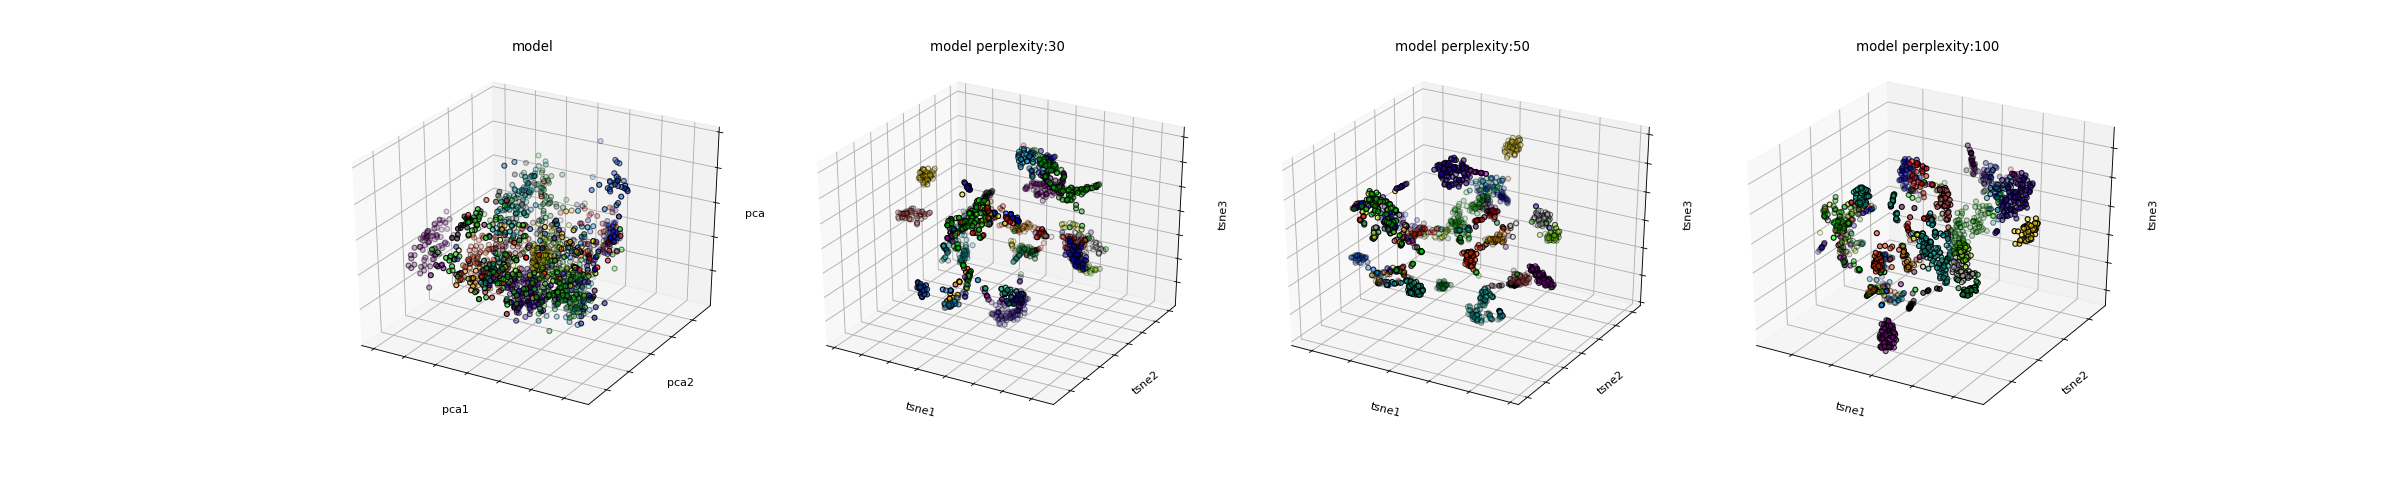 model
model perplexity:30
model perplexity:50
model perplexity:100
pca1
pca2
pca
tsne1
tsne2
tsne3
tsne1
tsne2
tsne3
tsne1
tsne2
tsne3